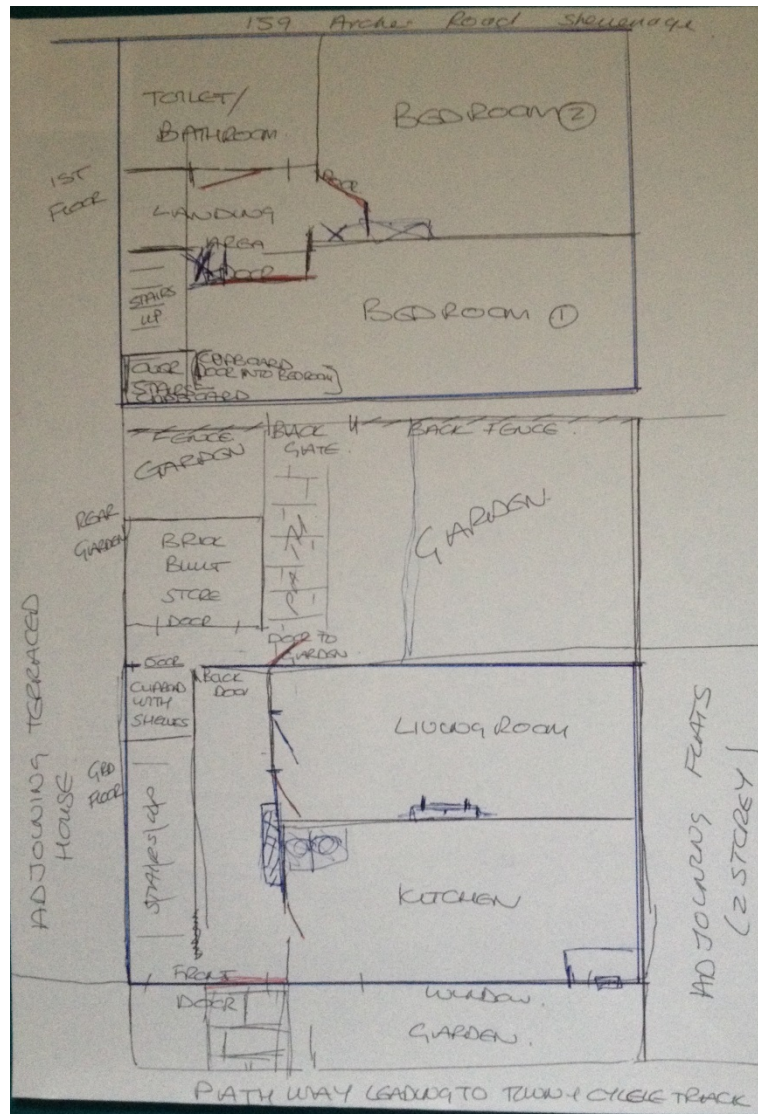 159 Archer Road Stevenage
TOILET/
BATHROOM
BEDROOM 2
1ST
FLOOR
DOOR
LANDING
AREA
DOOR
STAIRS
UP
BEDROOM 1
OVER
STAIRS
CUPBOARD
(CUPBOARD
DOOR INTO BEDROOM)
FENCE
BACK
GATE
BACK FENCE
GARDEN
REAR
GARDEN
BRICK
BUILT
STORE
DOOR
GARDEN
DOOR TO
GARDEN
DOOR
BACK
DOOR
CUPBOARD
WITH
SHELVES
LIVING ROOM
ADJOINING TERRACED
HOUSE
GRD
FLOOR
STAIRS/UP
KITCHEN
ADJOINING FLATS
(2 STOREY)
FRONT
DOOR
WINDOW
GARDEN
PATH WAY LEADING TO TOWN & CYCLE TRACK